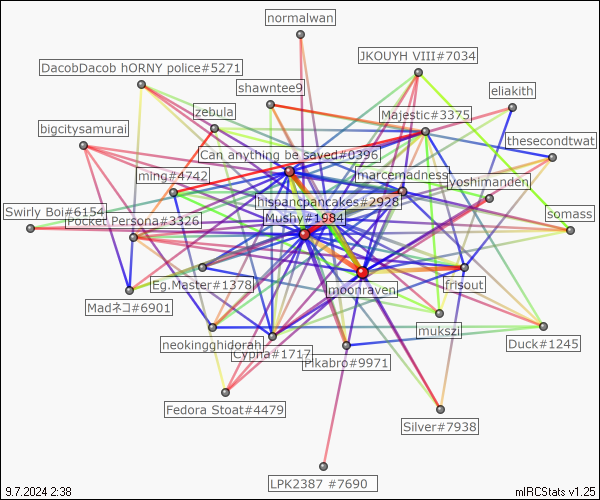 normalwan
JKOUYH VIII#7034
DacobDacob hORNY police#5271
shawntee9
eliakith
zebula
Majestic#3375
bigcitysamurai
thesecondtwat
Can anything be saved#0396
ming#4742
marcemadness
yoshimanden
hispancpancakes#2928
Swirly Boi#6154
Pocket Persona#3326
Mushy#1984
somass
Eg.Master#1378
moonraven
frisout
Madネコ#6901
mukszi
neokingghidorah
Cypna#1717
Pikabro#9971
Duck#1245
Fedora Stoat#4479
Silver#7938
LPK2387 #7690
9.7.2024 2:38
mIRCStats v1.25